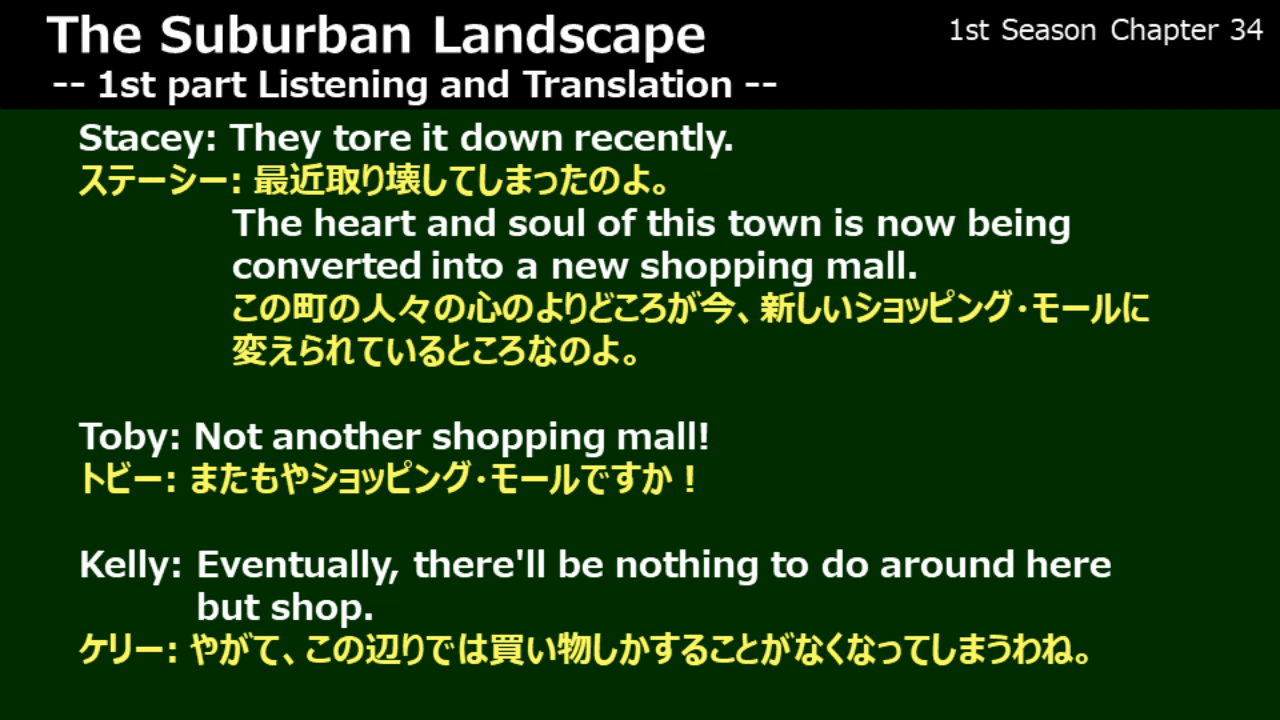 The Suburban Landscape
1st Season Chapter 34
-- 1st part Listening and Translation --
Stacey: They tore it down recently.
ステーシー: 最近取り壊してしまったのよ。
The heart and soul of this town is now being
converted into a new shopping mall.
この町の人々の心のよりどころが今、新しいショッピング・モールに
変えられているところなのよ。
Toby: Not another shopping mall!
トビー: またもやショッピング・モールですか！
Kelly: Eventually, there'll be nothing to do around here
but shop.
ケリー: やがて、この辺りでは買い物しかすることがなくなってしまうわね。